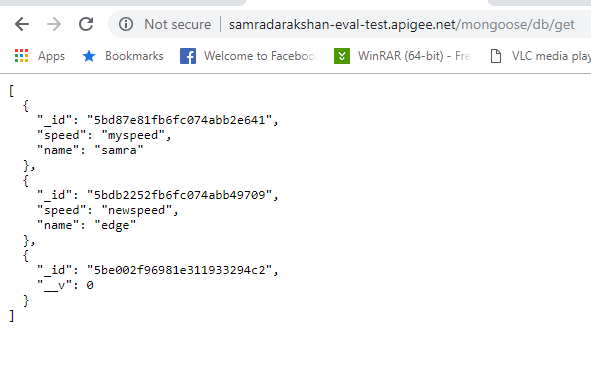 Not secure | samradarakshan-eval-test.apigee.net/mongoose/db/get
Apps Bookmarks Welcome to Faceboo WinRAR (64-bit) - Fre VLC media play
[
  {
    "_id": "5bd87e81fb6fc074abb2e641",
    "speed": "myspeed",
    "name": "samra"
  },
  {
    "_id": "5bdb2252fb6fc074abb49709",
    "speed": "newspeed",
    "name": "edge"
  },
  {
    "_id": "5be002f96981e311933294c2",
    "__v": 0
  }
]